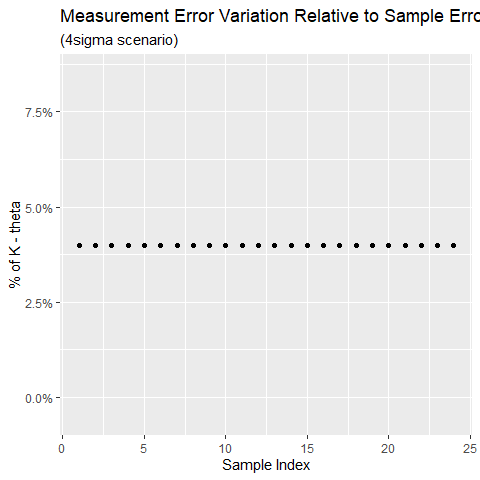 Measurement Error Variation Relative to Sample Erro
(4sigma scenario)
7.5%
5.0%
2.5%
0.0%
% of K - theta
0 5 10 15 20 25
Sample Index